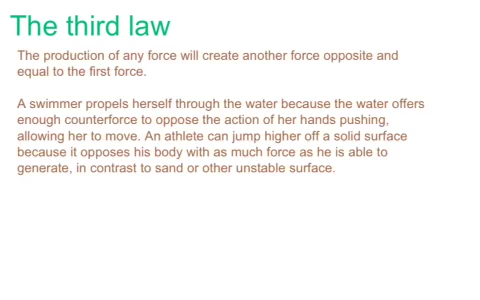 The third law
The production of any force will create another force opposite and
equal to the first force.
A swimmer propels herself through the water because the water offers
enough counterforce to oppose the action of her hands pushing,
allowing her to move. An athlete can jump higher off a solid surface
because it opposes his body with as much force as he is able to
generate, in contrast to sand or other unstable surface.